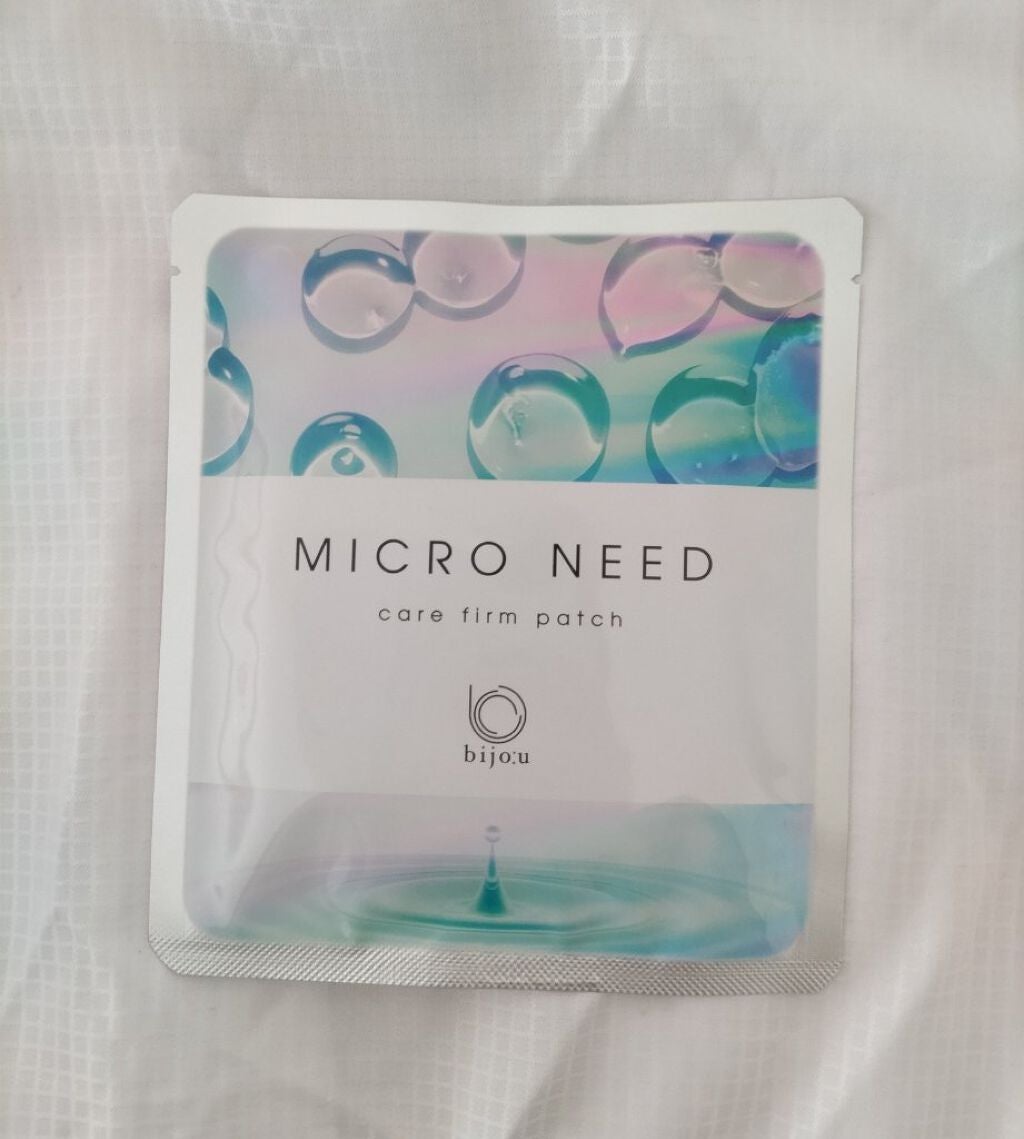 MICRO NEED
care firm patch
bijo:u